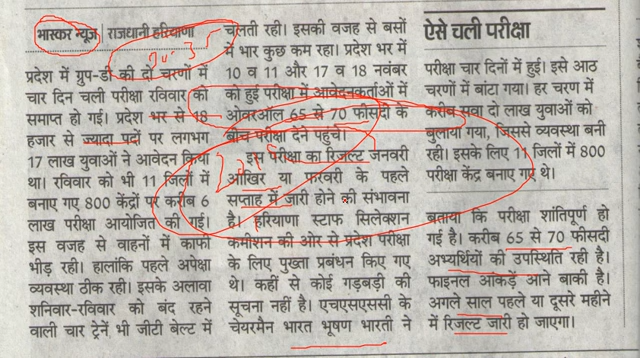 भास्कर न्यूज | राजधानी हरियाणा
प्रदेश में ग्रुप-डी की दो चरणों में
चार दिन चली परीक्षा रविवार को
समाप्त हो गई। प्रदेश भर से 18
हजार से ज्यादा पदों पर लगभग
17 लाख युवाओं ने आवेदन किया
था। रविवार को भी 11 जिलों में
बनाए गए 800 केंद्रों पर करीब 6
लाख परीक्षा आयोजित की गई।
इस वजह से वाहनों में काफी
भीड़ रही। हालांकि पहले अपेक्षा
व्यवस्था ठीक रही। इसके अलावा
शनिवार-रविवार को बंद रहने
वाली चार ट्रेनें भी जीटी बेल्ट में
चलती रही। इसकी वजह से बसों
में भार कुछ कम रहा। प्रदेश भर में
10 व 11 और 17 व 18 नवंबर
की हुई परीक्षा में आवेदनकर्ताओं में
ओवरऑल 65 से 70 फीसदी के
बीच परीक्षा देने पहुंचे।
इस परीक्षा का रिजल्ट जनवरी
आखिर या फरवरी के पहले
सप्ताह में जारी होने की संभावना
है। हरियाणा स्टाफ सिलेक्शन
कमीशन की ओर से प्रदेश परीक्षा
के लिए पुख्ता प्रबंधन किए गए
थे। कहीं से कोई गड़बड़ी की
सूचना नहीं है। एचएसएससी के
चेयरमैन भारत भूषण भारती ने
ऐसे चली परीक्षा
परीक्षा चार दिनों में हुई। इसे आठ
चरणों में बांटा गया। हर चरण में
करीब सवा दो लाख युवाओं को
बुलाया गया, जिससे व्यवस्था बनी
रही। इसके लिए 11 जिलों में 800
परीक्षा केंद्र बनाए गए थे।
बताया कि परीक्षा शांतिपूर्ण हो
गई है। करीब 65 से 70 फीसदी
अभ्यर्थियों की उपस्थिति रही है।
फाइनल आंकड़ें आने बाकी है।
अगले साल पहले या दूसरे महीने
में रिजल्ट जारी हो जाएगा।